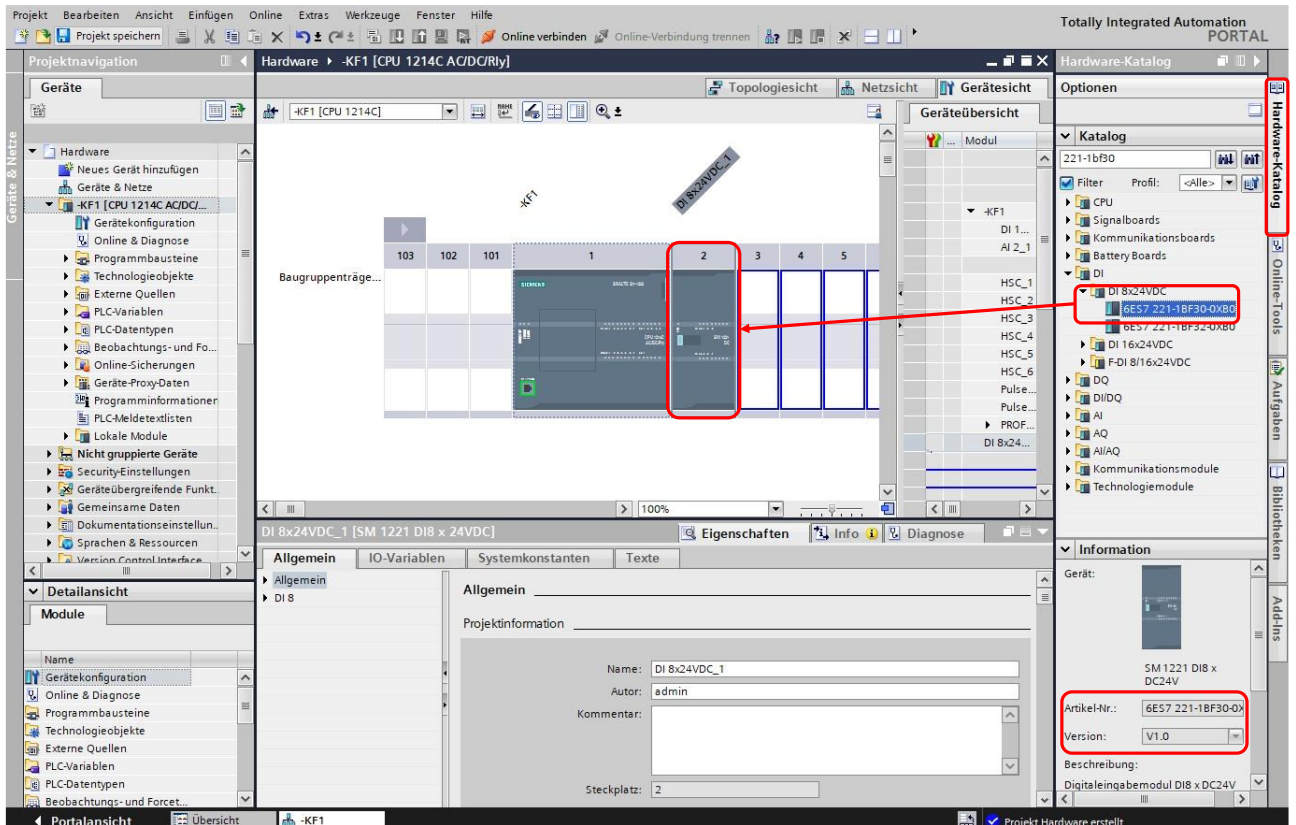 Projekt Bearbeiten Ansicht Einfügen Online Extras Werkzeuge Fenster Hilfe
Totally Integrated Automation
PORTAL
Projekt speichern
Online verbinden
Online-Verbindung trennen
Projektnavigation
Geräte
Geräte & Netze
Hardware
Neues Gerät hinzufügen
Geräte & Netze
-KF1 [CPU 1214C AC/DC/...
Gerätekonfiguration
Online & Diagnose
Programmbausteine
Technologieobjekte
Externe Quellen
PLC-Variablen
PLC-Datentypen
Beobachtungs- und Fo...
Online-Sicherungen
Geräte-Proxy-Daten
Programminformationen
PLC-Meldetextlisten
Lokale Module
Nicht gruppierte Geräte
Security-Einstellungen
Geräteübergreifende Funkt.
Gemeinsame Daten
Dokumentationseinstellun..
Sprachen & Ressourcen
Version Control Interface
Detailansicht
Module
Name
Gerätekonfiguration
Online & Diagnose
Programmbausteine
Technologieobjekte
Externe Quellen
PLC-Variablen
PLC-Datentypen
Beobachtungs- und Forcet...
Hardware -KF1 [CPU 1214C AC/DC/Rly]
Topologiesicht
Netzsicht
Gerätesicht
-KF1 [CPU 1214C]
-KF1
DI 8x24VDC_1
103 102 101 1 2 3 4 5
Baugruppenträge...
SIEMENS
100%
Geräteübersicht
... Modul
-KF1
DI 1...
AI 2_1
HSC_1
HSC_2
HSC_3
HSC_4
HSC_5
HSC_6
Pulse...
Pulse...
PROF...
DI 8x24...
DI 8x24VDC_1 [SM 1221 DI8 x 24VDC]
Eigenschaften
Info
Diagnose
Allgemein
IO-Variablen
Systemkonstanten
Texte
Allgemein
DI 8
Allgemein
Projektinformation
Name: DI 8x24VDC_1
Autor: admin
Kommentar:
Steckplatz: 2
Hardware-Katalog
Optionen
Katalog
221-1bf30
Filter Profil: <Alle>
CPU
Signalboards
Kommunikationsboards
Battery Boards
DI
DI 8x24VDC
6ES7 221-1BF30-0XB0
6ES7 221-1BF32-0XB0
DI 16x24VDC
F-DI 8/16x24VDC
DQ
DI/DQ
AI
AQ
AI/AQ
Kommunikationsmodule
Technologiemodule
Information
Gerät:
SM 1221 DI8 x
DC24V
Artikel-Nr.: 6ES7 221-1BF30-0X
Version: V1.0
Beschreibung:
Digitaleingabemodul DI8 x DC24V
Hardware-Katalog
Online-Tools
Aufgaben
Bibliotheken
Add-Ins
Portalansicht
Übersicht
-KF1
Projekt Hardware erstellt